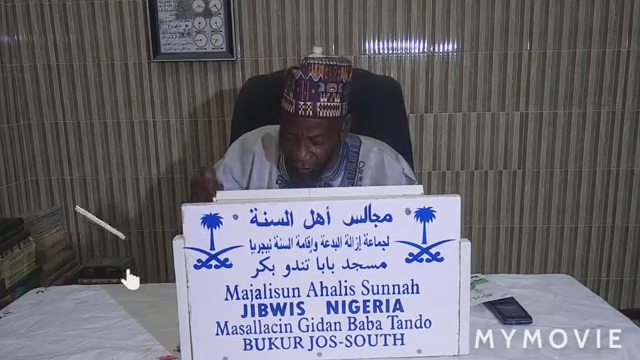 مجالس أهل السنة
لجماعة إزالة البدعة وإقامة السنة نيجيريا
مسجد بابا تندو بكر
Majalisun Ahalis Sunnah
JIBWIS NIGERIA
Masallacin Gidan Baba Tando
BUKUR JOS-SOUTH
MYMOVIE